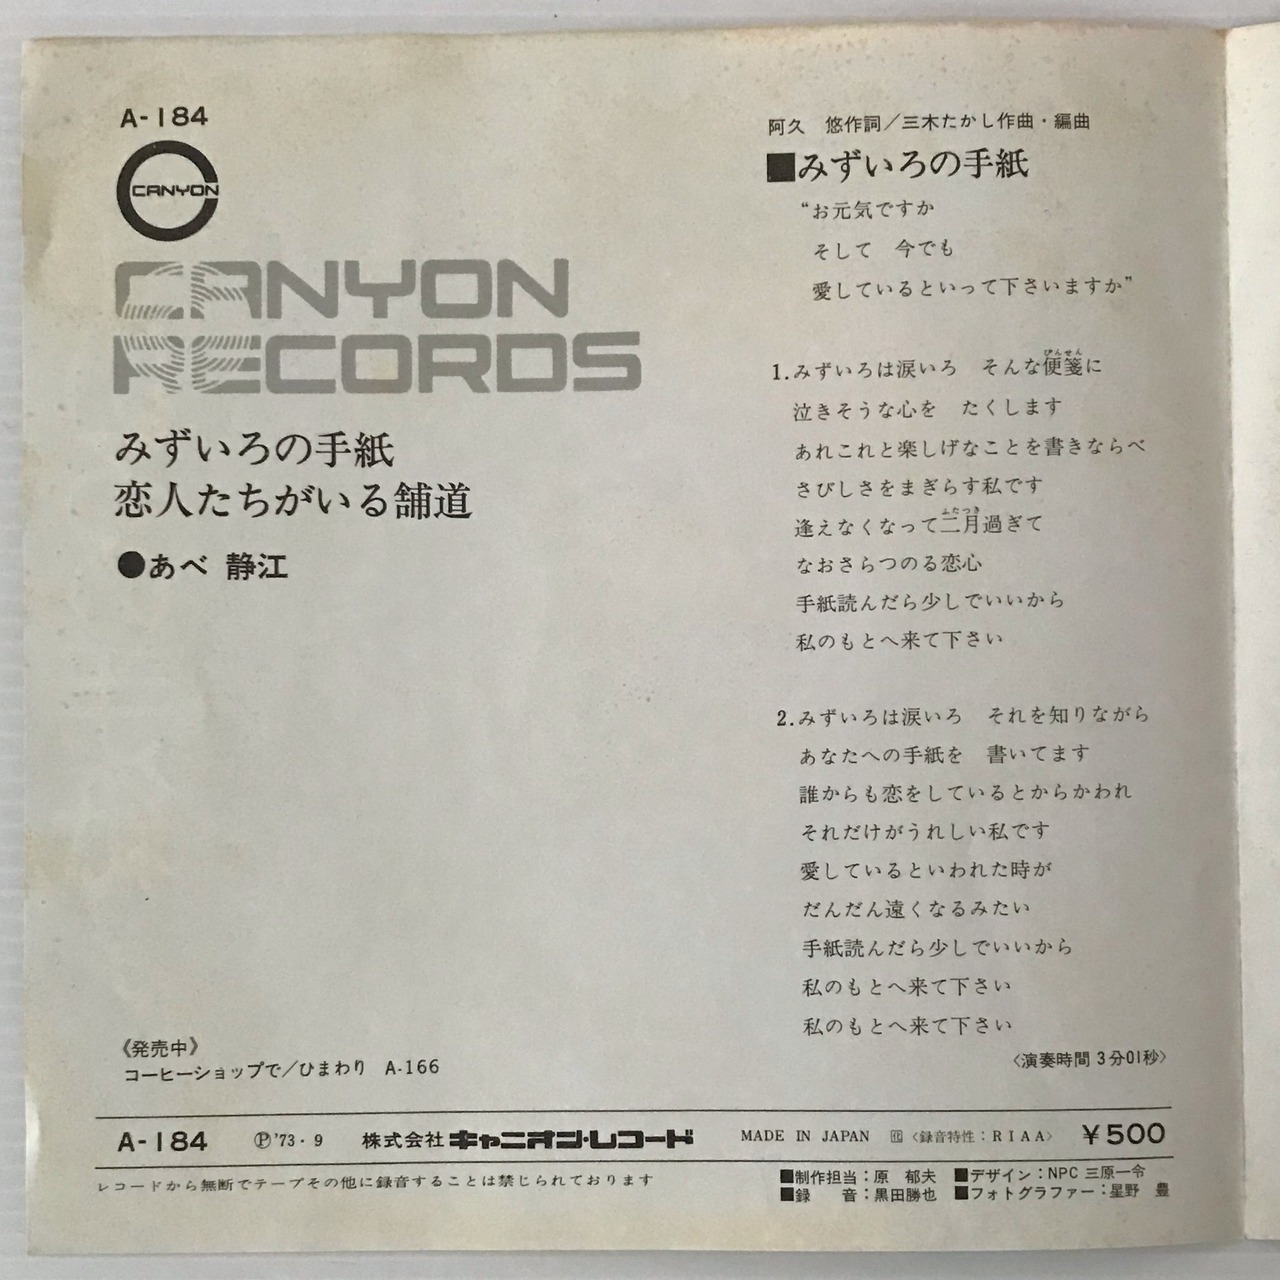 A-184
CANYON
CANYON
RECORDS
みずいろの手紙
恋人たちがいる舗道
●あべ 静江
《発売中》
コーヒーショップで／ひまわり A-166
阿久 悠作詞／三木たかし作曲・編曲
■みずいろの手紙
“お元気ですか
そして 今でも
愛しているといって下さいますか”
1.みずいろは涙いろ そんな便箋に
びんせん
泣きそうな心を たくします
あれこれと楽しげなことを書きならべ
さびしさをまぎらす私です
逢えなくなって二月過ぎて
ふたつき
なおさらつのる恋心
手紙読んだら少しでいいから
私のもとへ来て下さい
2.みずいろは涙いろ それを知りながら
あなたへの手紙を 書いてます
誰からも恋をしているとからかわれ
それだけがうれしい私です
愛しているといわれた時が
だんだん遠くなるみたい
手紙読んだら少しでいいから
私のもとへ来て下さい
私のもとへ来て下さい
〈演奏時間 3分01秒〉
A-184 Ⓟ'73・9 株式会社キャニオン・レコード MADE IN JAPAN 〈録音特性：RIAA〉 ￥500
レコードから無断でテープその他に録音することは禁じられております
■制作担当：原 郁夫 ■デザイン：NPC 三原一令
■録 音：黒田勝也 ■フォトグラファー：星野 豊